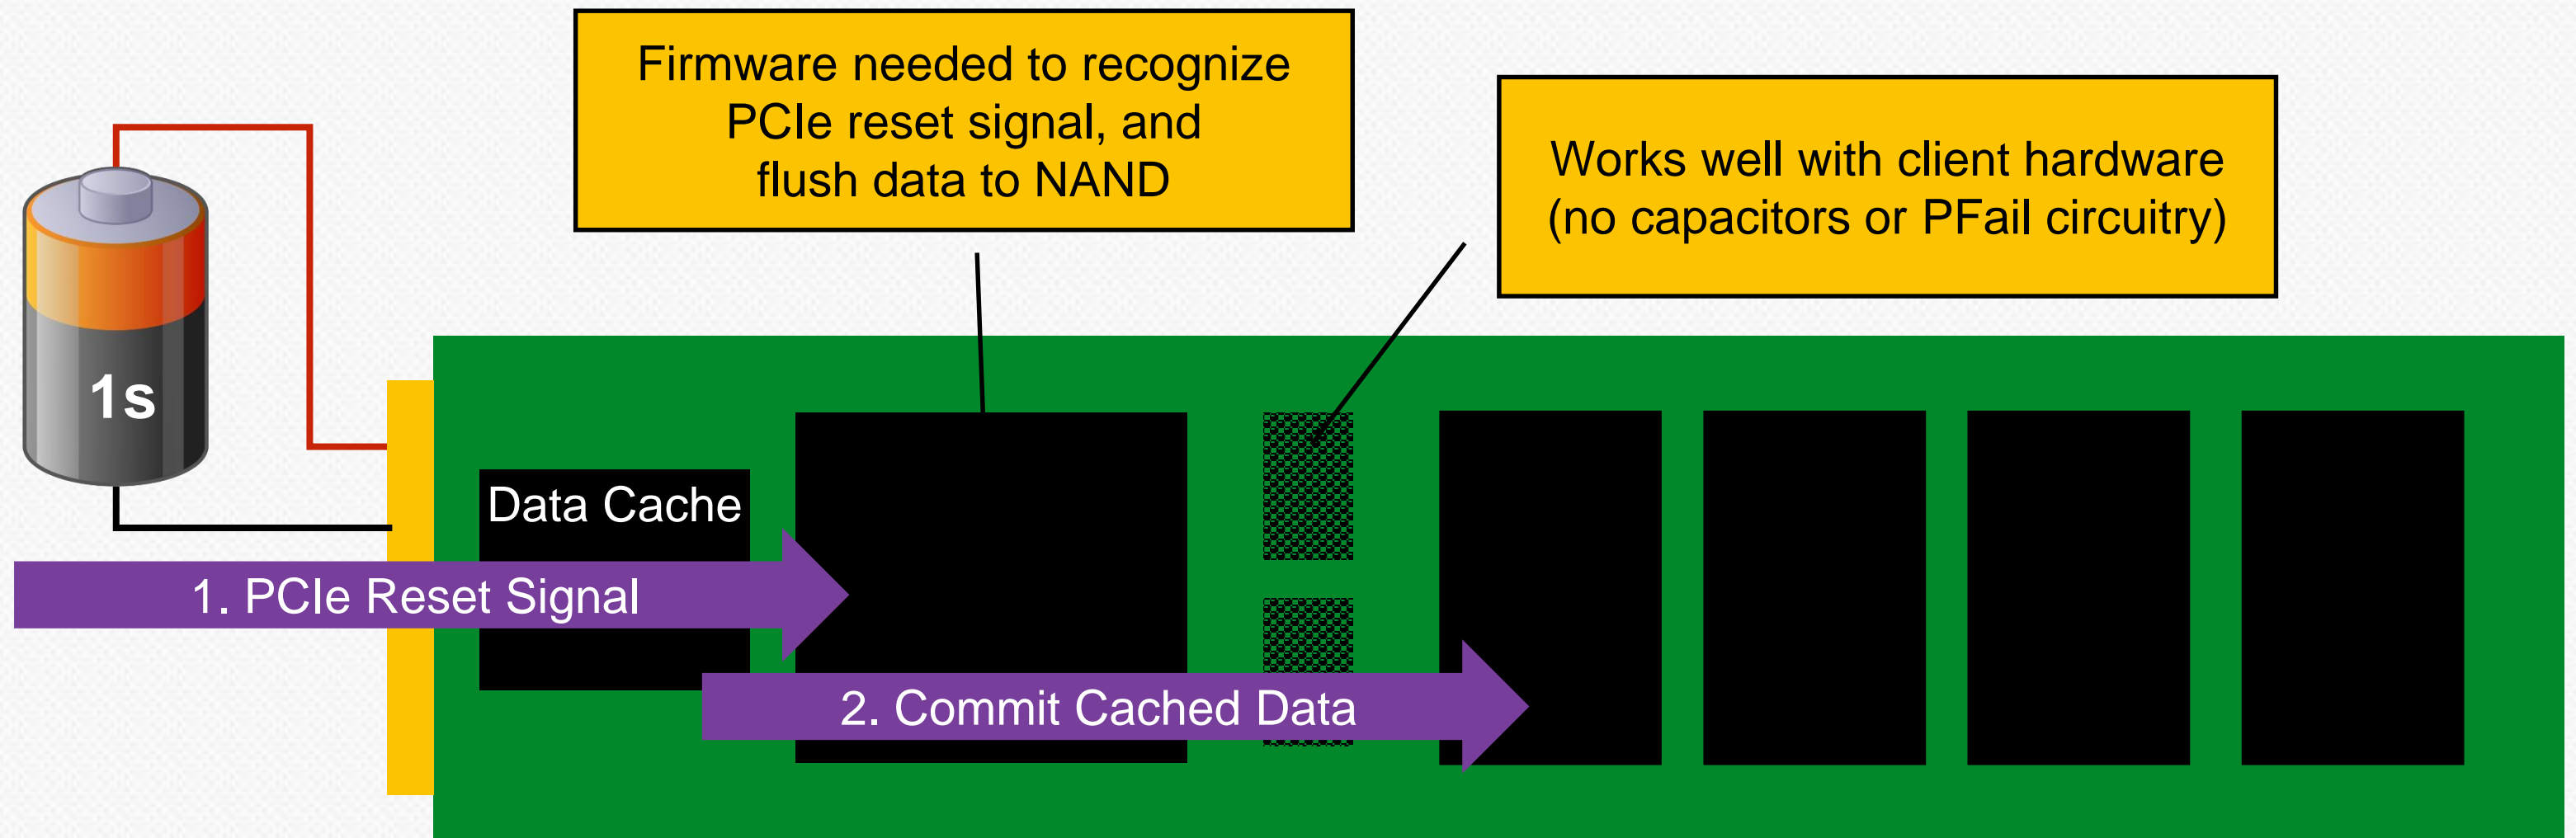 Firmware needed to recognize
PCIe reset signal, and
flush data to NAND
Works well with client hardware
(no capacitors or PFail circuitry)
1s
Data Cache
1. PCIe Reset Signal
2. Commit Cached Data